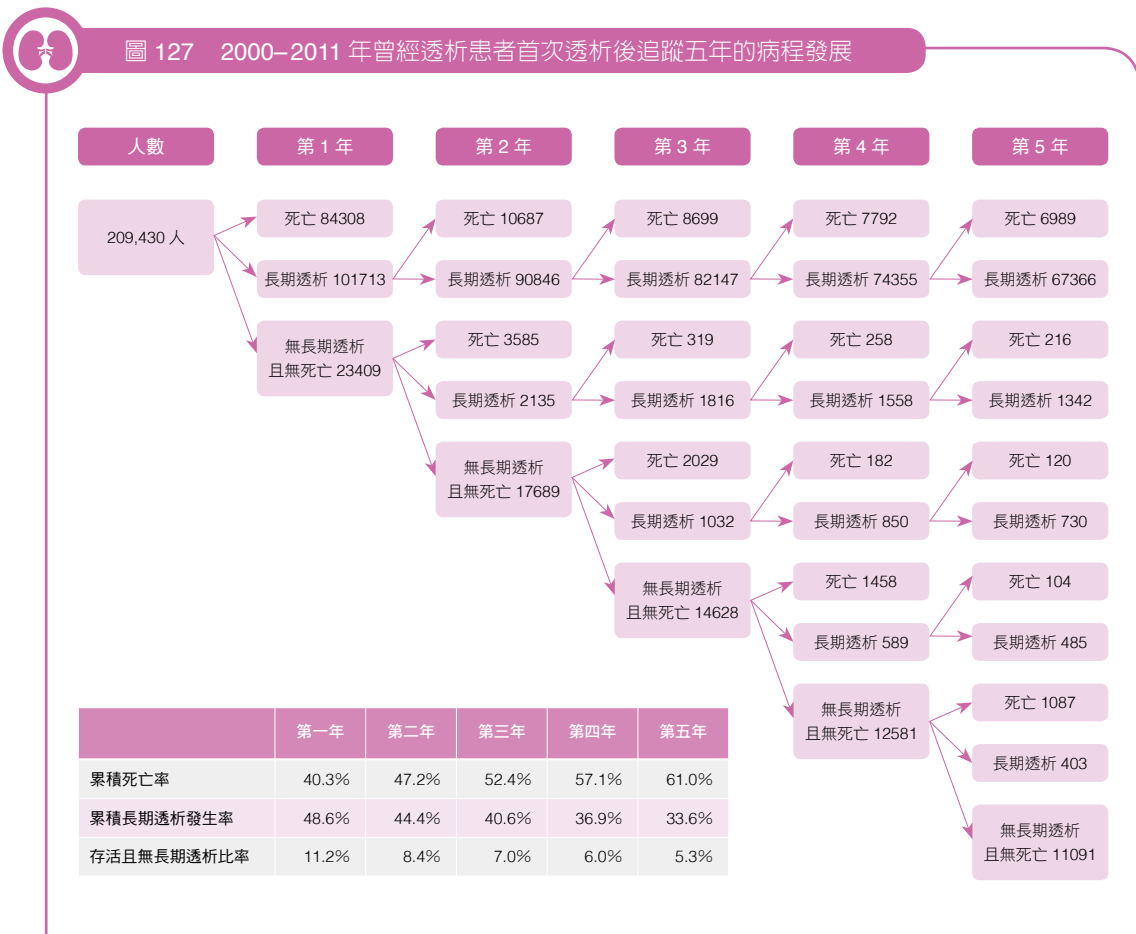 圖 127 2000–2011 年曾經透析患者首次透析後追蹤五年的病程發展
人數 第 1 年 第 2 年 第 3 年 第 4 年 第 5 年
209,430 人
死亡 84308 死亡 10687 死亡 8699 死亡 7792 死亡 6989
長期透析 101713 長期透析 90846 長期透析 82147 長期透析 74355 長期透析 67366
無長期透析
且無死亡 23409
死亡 3585 死亡 319 死亡 258 死亡 216
長期透析 2135 長期透析 1816 長期透析 1558 長期透析 1342
無長期透析
且無死亡 17689
死亡 2029 死亡 182 死亡 120
長期透析 1032 長期透析 850 長期透析 730
無長期透析
且無死亡 14628
死亡 1458 死亡 104
長期透析 589 長期透析 485
無長期透析
且無死亡 12581
死亡 1087
長期透析 403
無長期透析
且無死亡 11091
第一年 第二年 第三年 第四年 第五年
累積死亡率 40.3% 47.2% 52.4% 57.1% 61.0%
累積長期透析發生率 48.6% 44.4% 40.6% 36.9% 33.6%
存活且無長期透析比率 11.2% 8.4% 7.0% 6.0% 5.3%